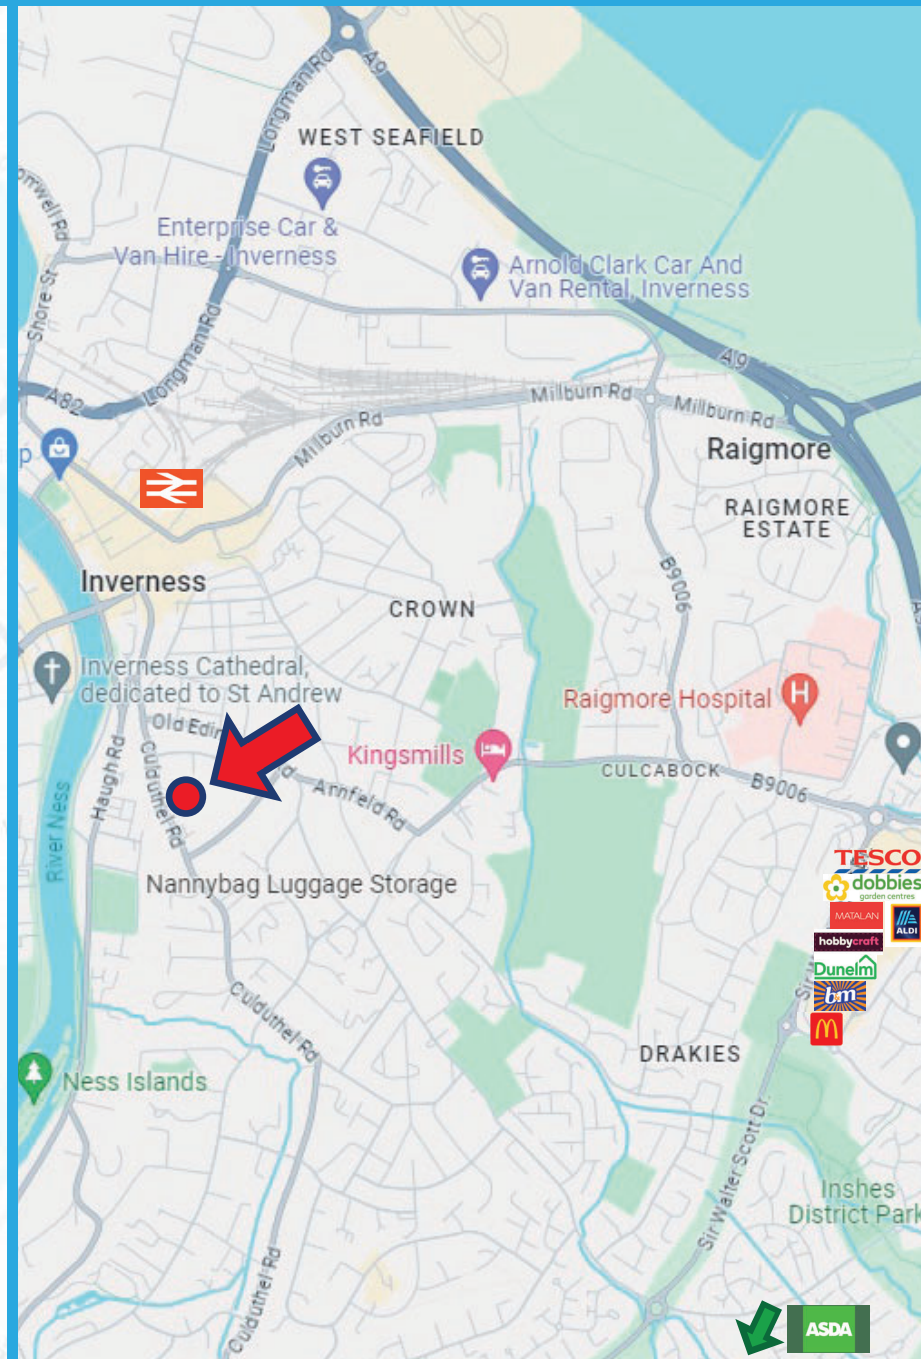 Longman Rd
A9
WEST SEAFIELD
Enterprise Car &
Van Hire - Inverness
Arnold Clark Car And
Van Rental, Inverness
Shore St
Longman Rd
A9
A82
Milburn Rd
Milburn Rd
Millburn Rd
p
Raigmore
RAIGMORE
ESTATE
Inverness
CROWN
B9006
Inverness Cathedral,
dedicated to St Andrew
Raigmore Hospital
H
Old Edin
Kingsmills
Haugh Rd
Culduthel Rd
Annfield Rd
CULCABOCK
B9006
River Ness
TESCO
dobbies
garden centres
MATALAN
ALDI
hobbycraft
Dunelm
bm
Nannybag Luggage Storage
Culduthel Rd
DRAKIES
Ness Islands
Sir Walter Scott Dr
Inshes
District Park
Culduthel Rd
ASDA